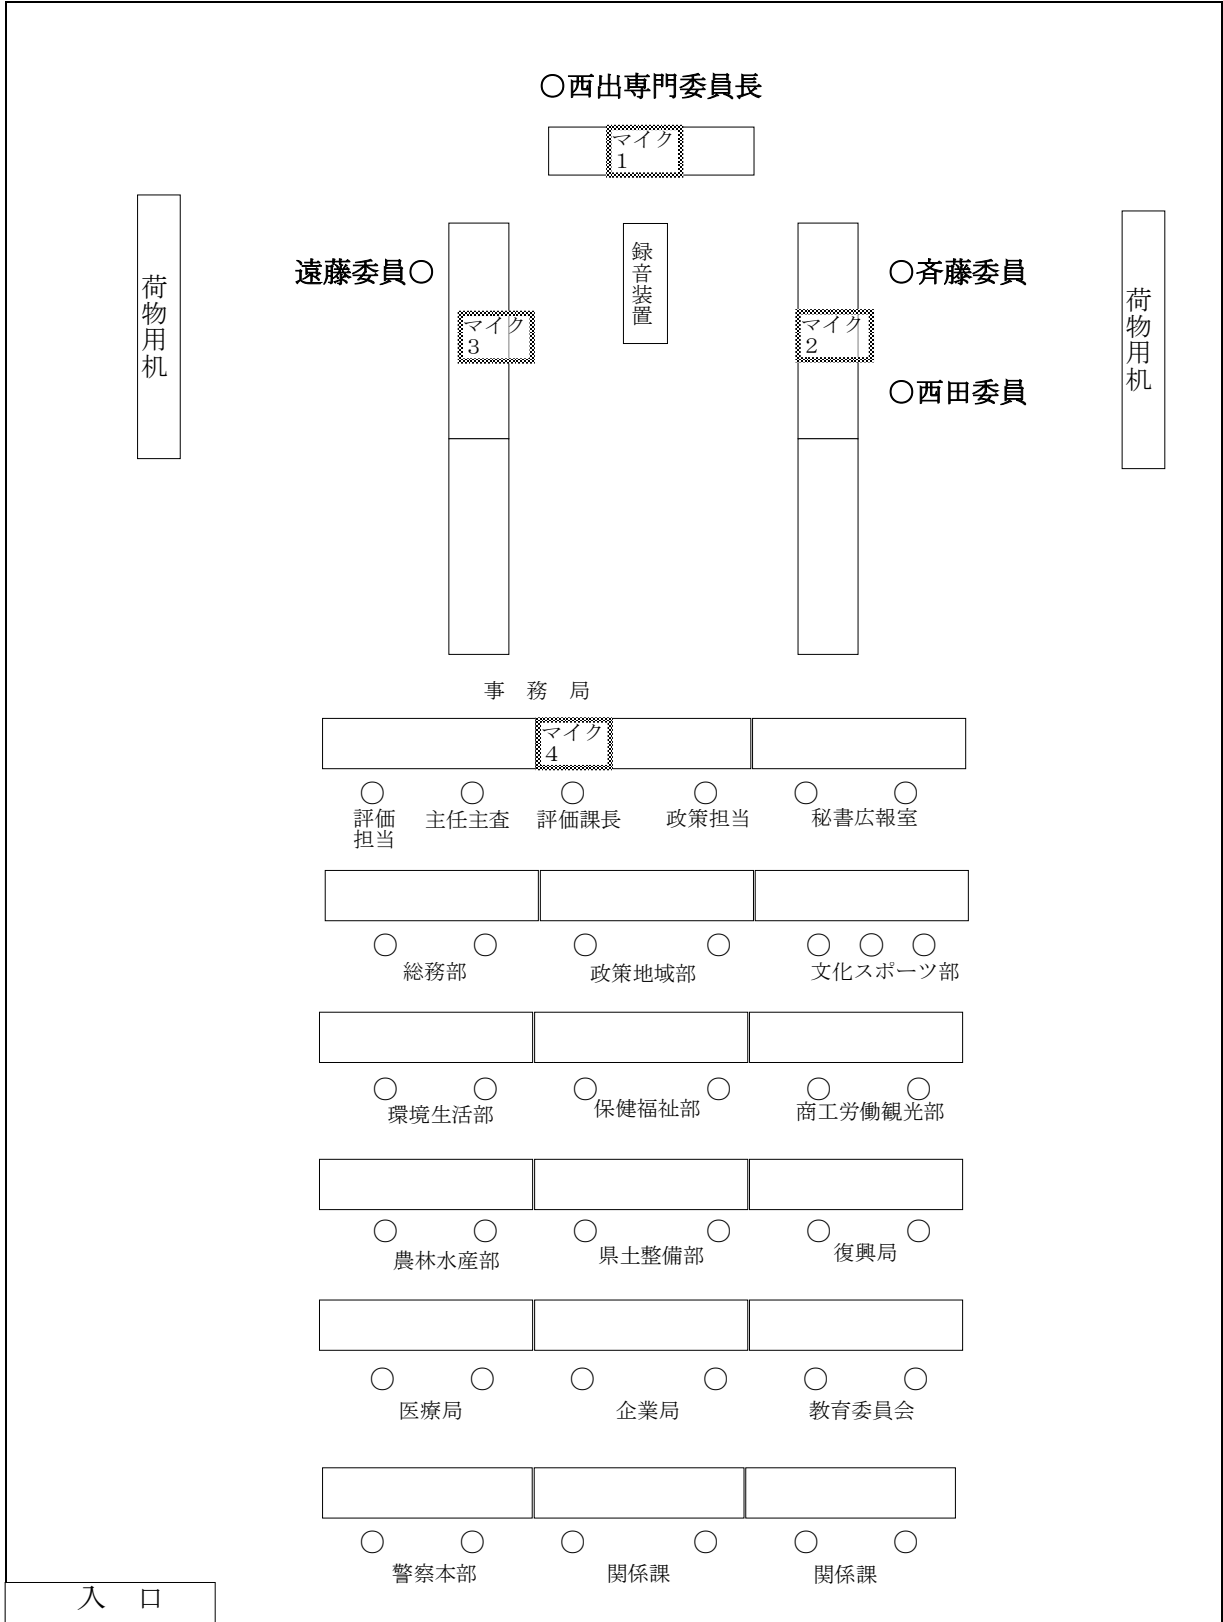 ○西出専門委員長
マイク
1
荷物用机
遠藤委員○
録音装置
○斉藤委員
荷物用机
マイク
3
マイク
2
○西田委員
事 務 局
マイク
4
○ ○ ○ ○ ○ ○
評価
担当
主任主査
評価課長
政策担当
秘書広報室
○ ○ ○ ○ ○ ○ ○
総務部
政策地域部
文化スポーツ部
○ ○ ○ ○ ○ ○
環境生活部
保健福祉部
商工労働観光部
○ ○ ○ ○ ○ ○
農林水産部
県土整備部
復興局
○ ○ ○ ○ ○ ○
医療局
企業局
教育委員会
○ ○ ○ ○ ○ ○
警察本部
関係課
関係課
入 口